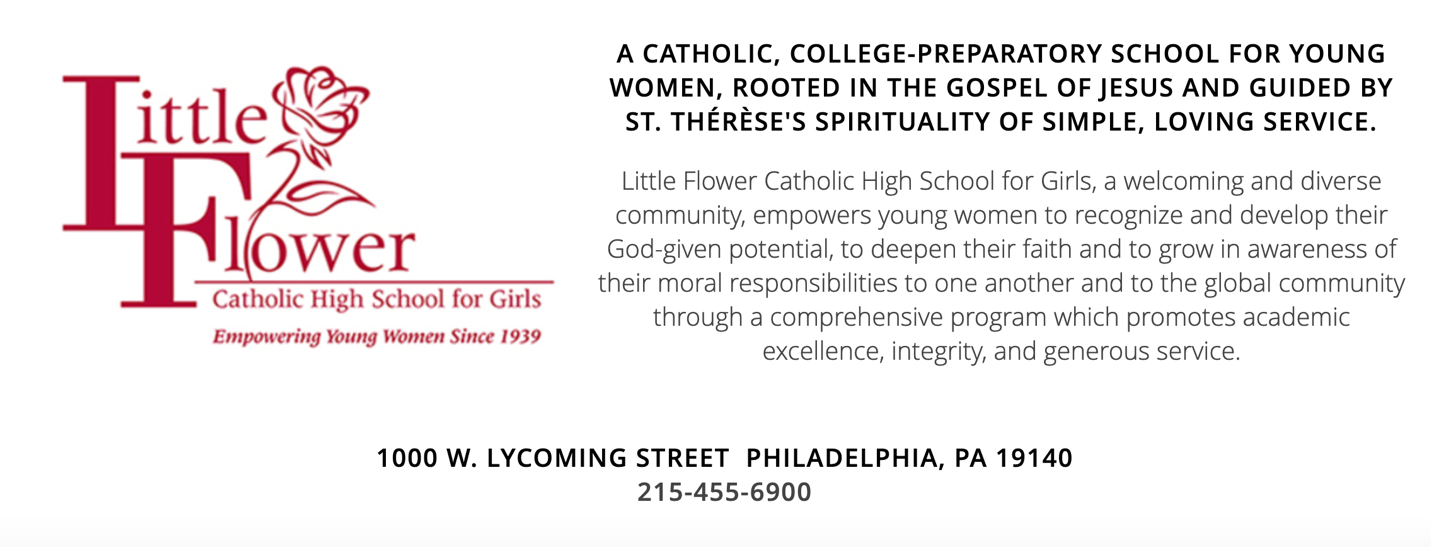 Little
Flower
Catholic High School for Girls
Empowering Young Women Since 1939
A CATHOLIC, COLLEGE-PREPARATORY SCHOOL FOR YOUNG
WOMEN, ROOTED IN THE GOSPEL OF JESUS AND GUIDED BY
ST. THÉRÈSE'S SPIRITUALITY OF SIMPLE, LOVING SERVICE.
Little Flower Catholic High School for Girls, a welcoming and diverse
community, empowers young women to recognize and develop their
God-given potential, to deepen their faith and to grow in awareness of
their moral responsibilities to one another and to the global community
through a comprehensive program which promotes academic
excellence, integrity, and generous service.
1000 W. LYCOMING STREET  PHILADELPHIA, PA 19140
215-455-6900